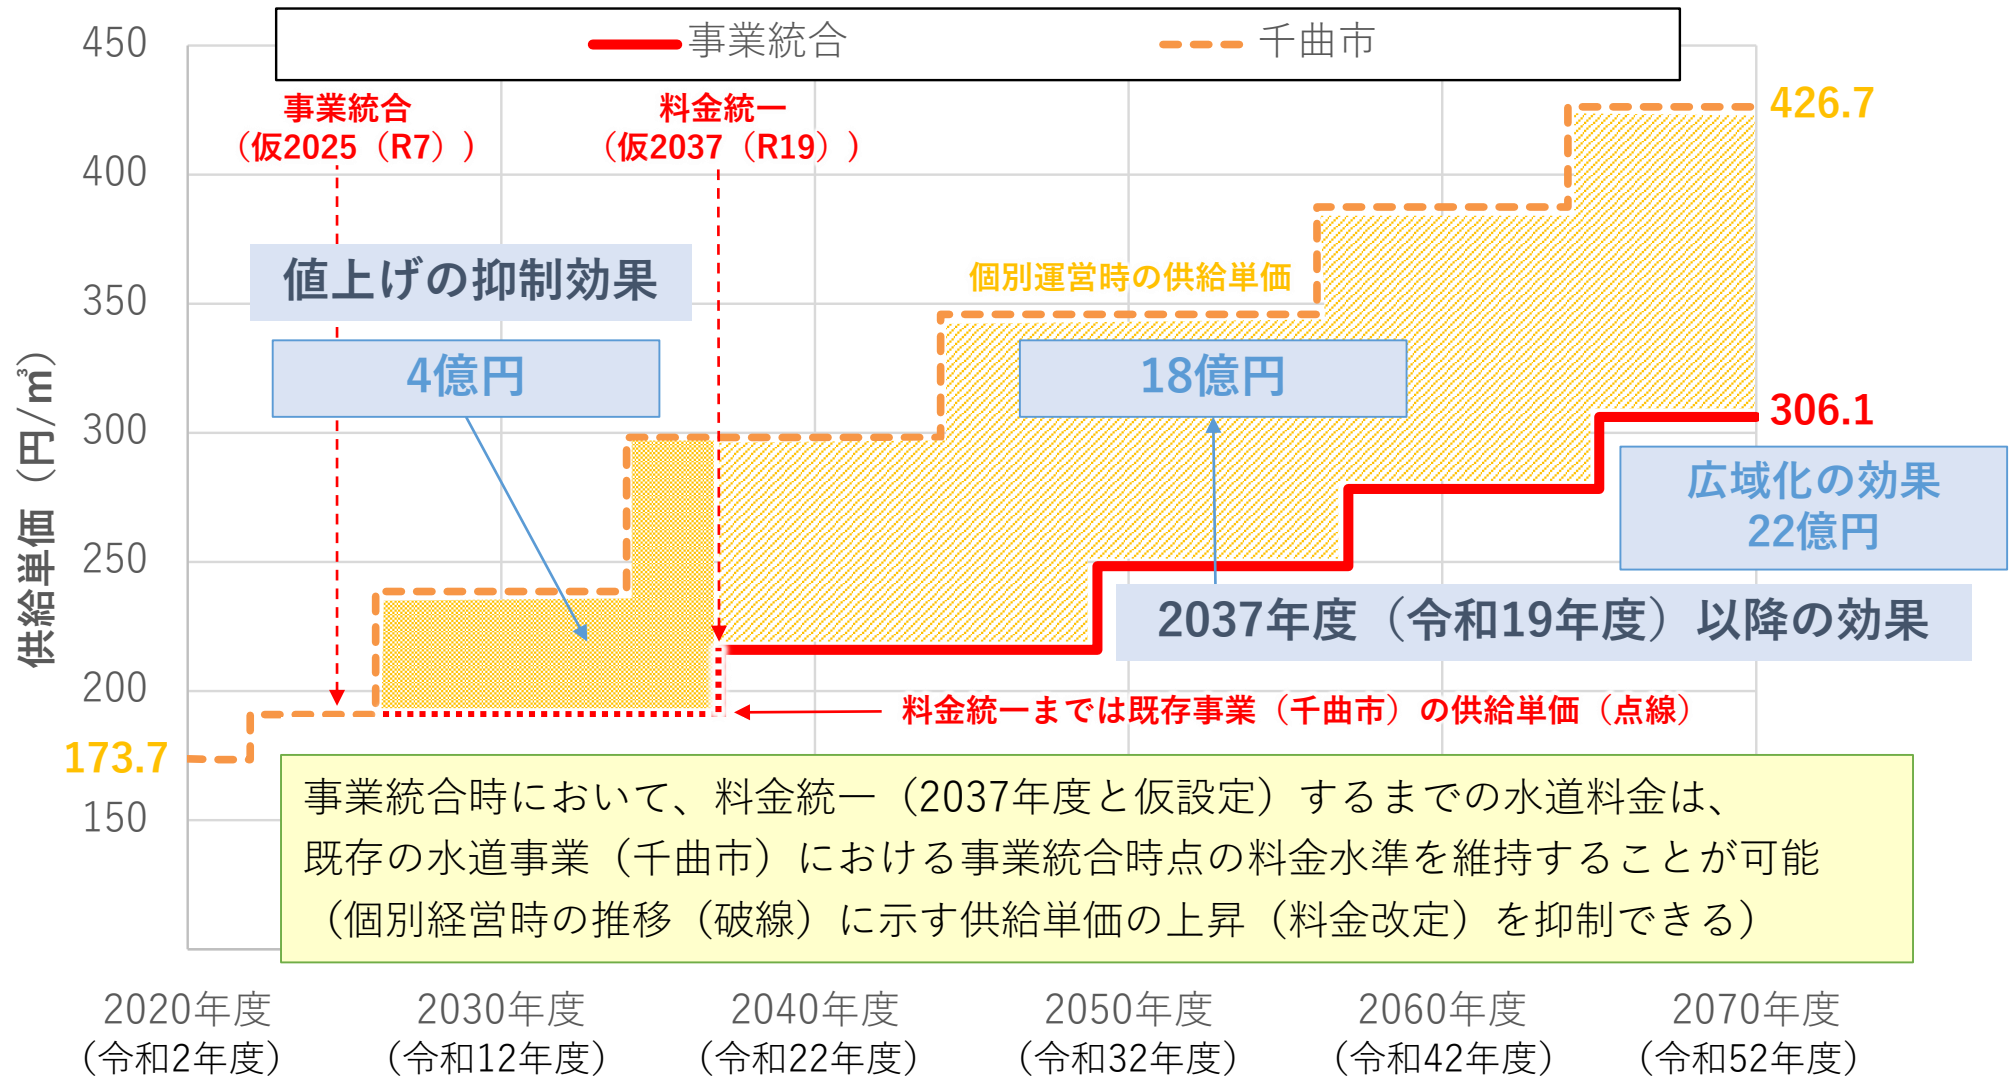 事業統合
千曲市
450
400
350
300
250
200
150
供給単価（円/㎥）
事業統合
（仮2025（R7））
料金統一
（仮2037（R19））
426.7
値上げの抑制効果
個別運営時の供給単価
4億円
18億円
306.1
広域化の効果
22億円
2037年度（令和19年度）以降の効果
料金統一までは既存事業（千曲市）の供給単価（点線）
173.7
事業統合時において、料金統一（2037年度と仮設定）するまでの水道料金は、
既存の水道事業（千曲市）における事業統合時点の料金水準を維持することが可能
（個別経営時の推移（破線）に示す供給単価の上昇（料金改定）を抑制できる）
2020年度
（令和2年度）
2030年度
（令和12年度）
2040年度
（令和22年度）
2050年度
（令和32年度）
2060年度
（令和42年度）
2070年度
（令和52年度）